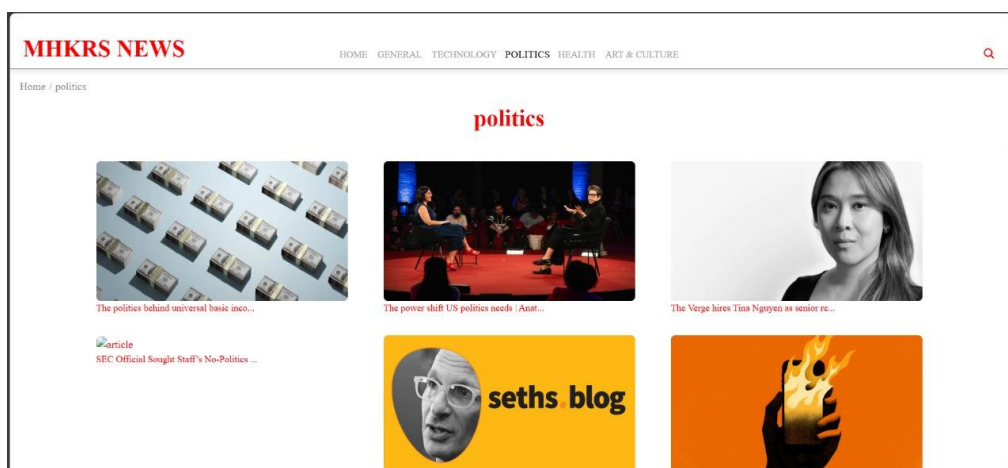 MHKRS NEWS
HOME GENERAL TECHNOLOGY POLITICS HEALTH ART & CULTURE
Home / politics
politics
The politics behind universal basic inco...
The power shift US politics needs | Anat...
The Verge hires Tina Nguyen as senior re...
article
SEC Official Sought Staff's No-Politics ...
seths.blog